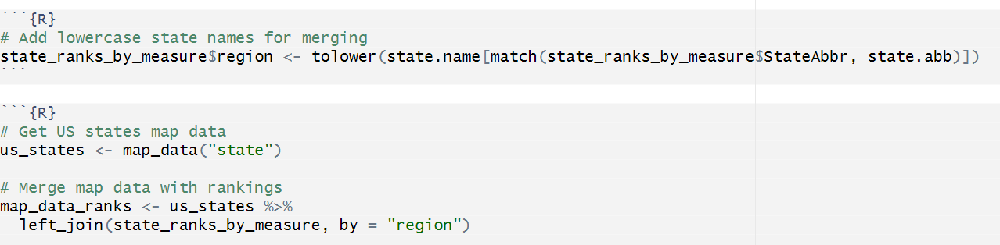 ```{R}
# Add lowercase state names for merging
state_ranks_by_measure$region <- tolower(state.name[match(state_ranks_by_measure$StateAbbr, state.abb)])
```
```{R}
# Get US states map data
us_states <- map_data("state")
# Merge map data with rankings
map_data_ranks <- us_states %>%
  left_join(state_ranks_by_measure, by = "region")